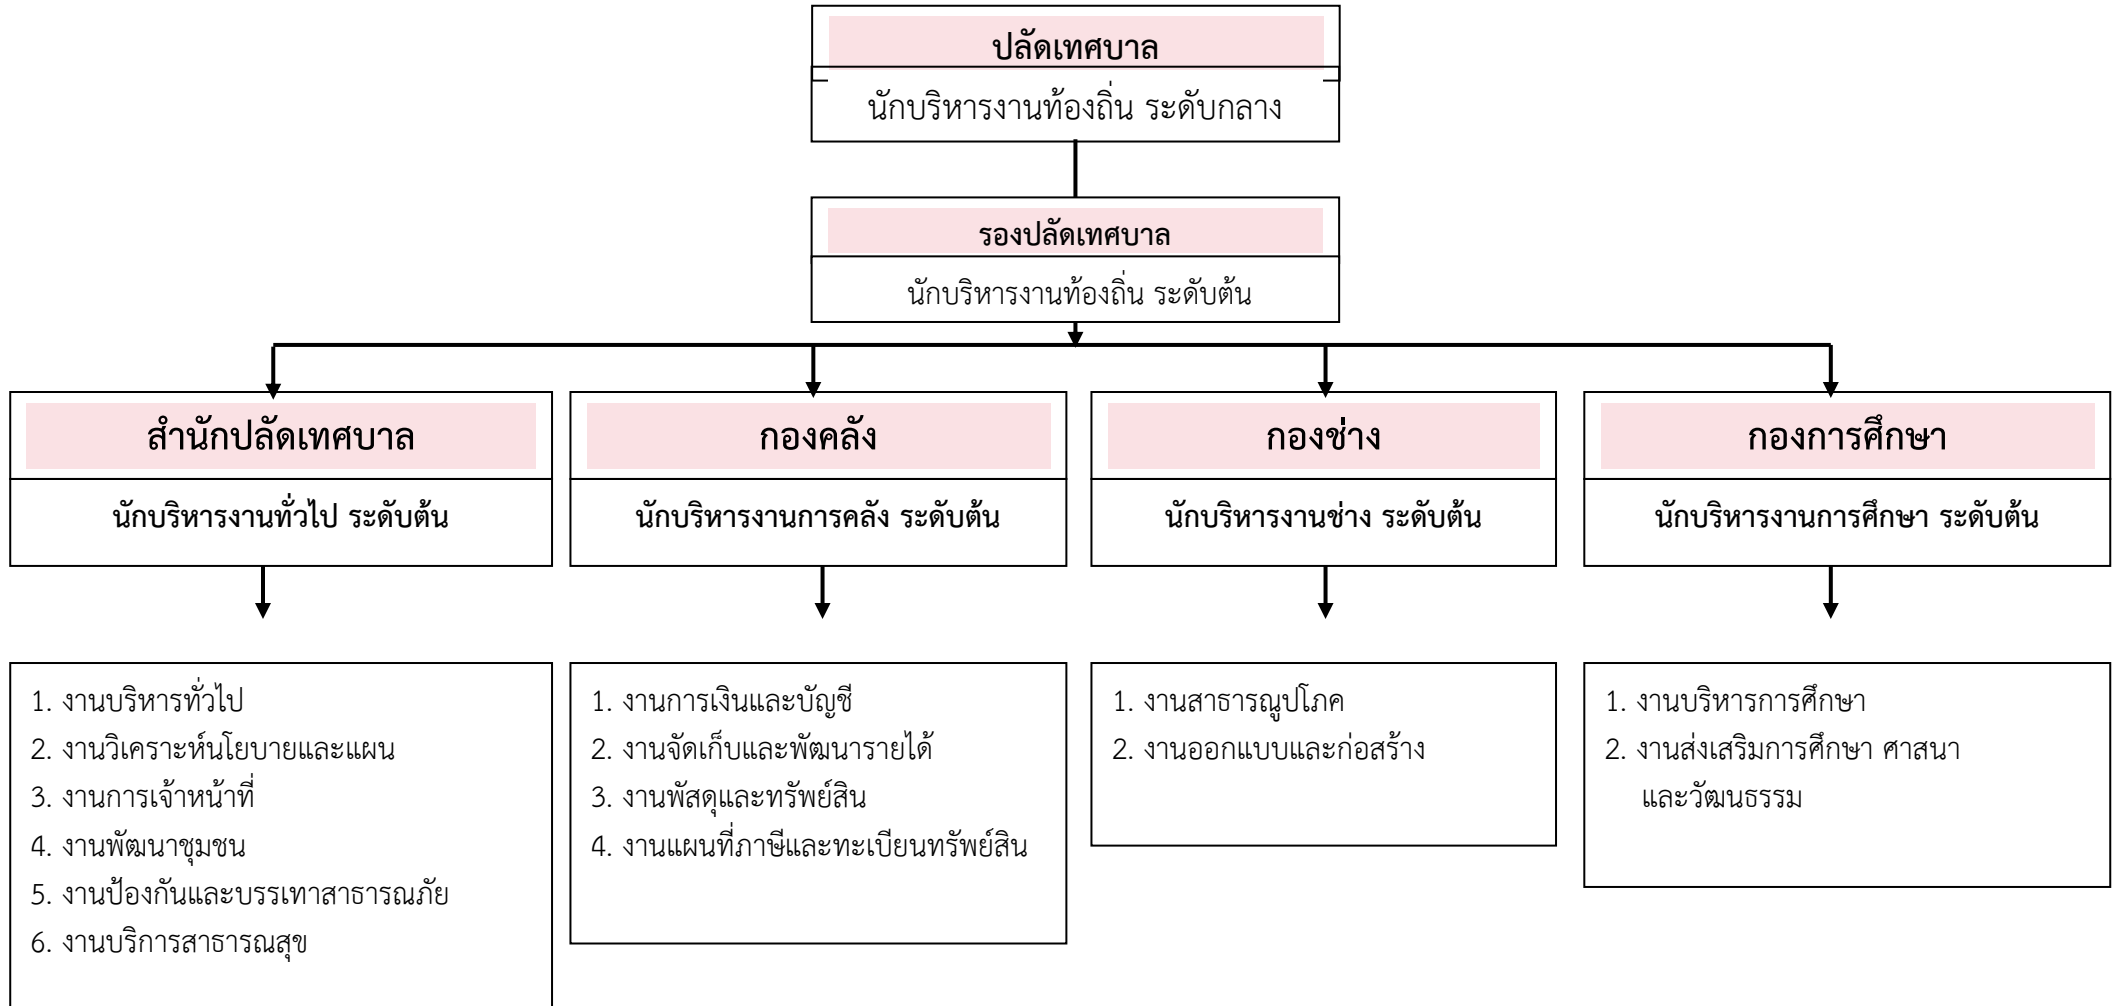 ปลัดเทศบาล
นักบริหารงานท้องถิ่น ระดับกลาง
รองปลัดเทศบาล
นักบริหารงานท้องถิ่น ระดับต้น
สำนักปลัดเทศบาล
นักบริหารงานทั่วไป ระดับต้น
1. งานบริหารทั่วไป
2. งานวิเคราะห์นโยบายและแผน
3. งานการเจ้าหน้าที่
4. งานพัฒนาชุมชน
5. งานป้องกันและบรรเทาสาธารณภัย
6. งานบริการสาธารณสุข
กองคลัง
นักบริหารงานการคลัง ระดับต้น
1. งานการเงินและบัญชี
2. งานจัดเก็บและพัฒนารายได้
3. งานพัสดุและทรัพย์สิน
4. งานแผนที่ภาษีและทะเบียนทรัพย์สิน
กองช่าง
นักบริหารงานช่าง ระดับต้น
1. งานสาธารณูปโภค
2. งานออกแบบและก่อสร้าง
กองการศึกษา
นักบริหารงานการศึกษา ระดับต้น
1. งานบริหารการศึกษา
2. งานส่งเสริมการศึกษา ศาสนา
และวัฒนธรรม